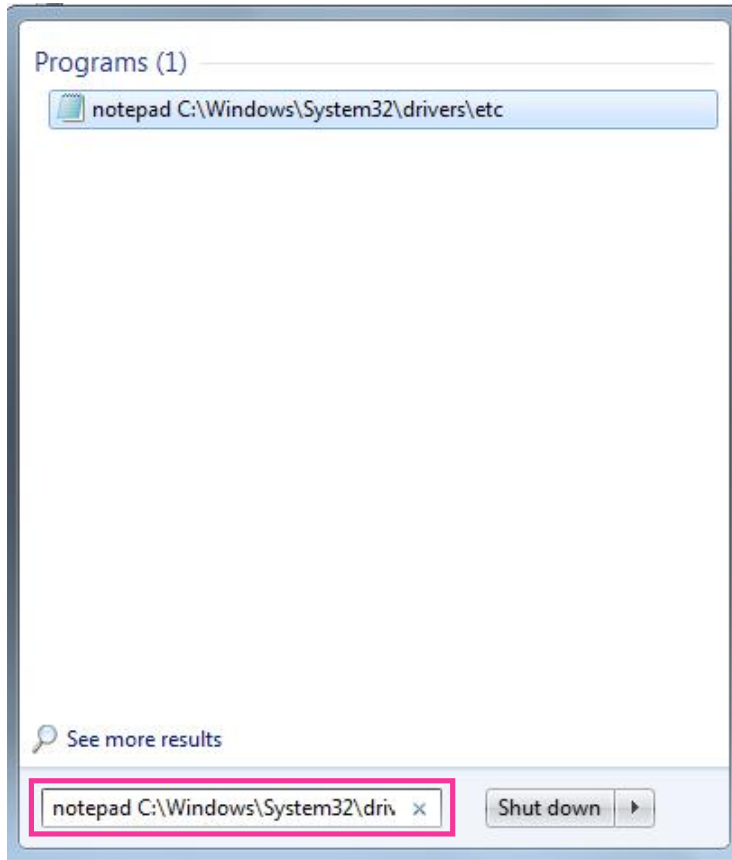 Programs (1)
notepad C:\Windows\System32\drivers\etc
See more results
notepad C:\Windows\System32\driv
Shut down